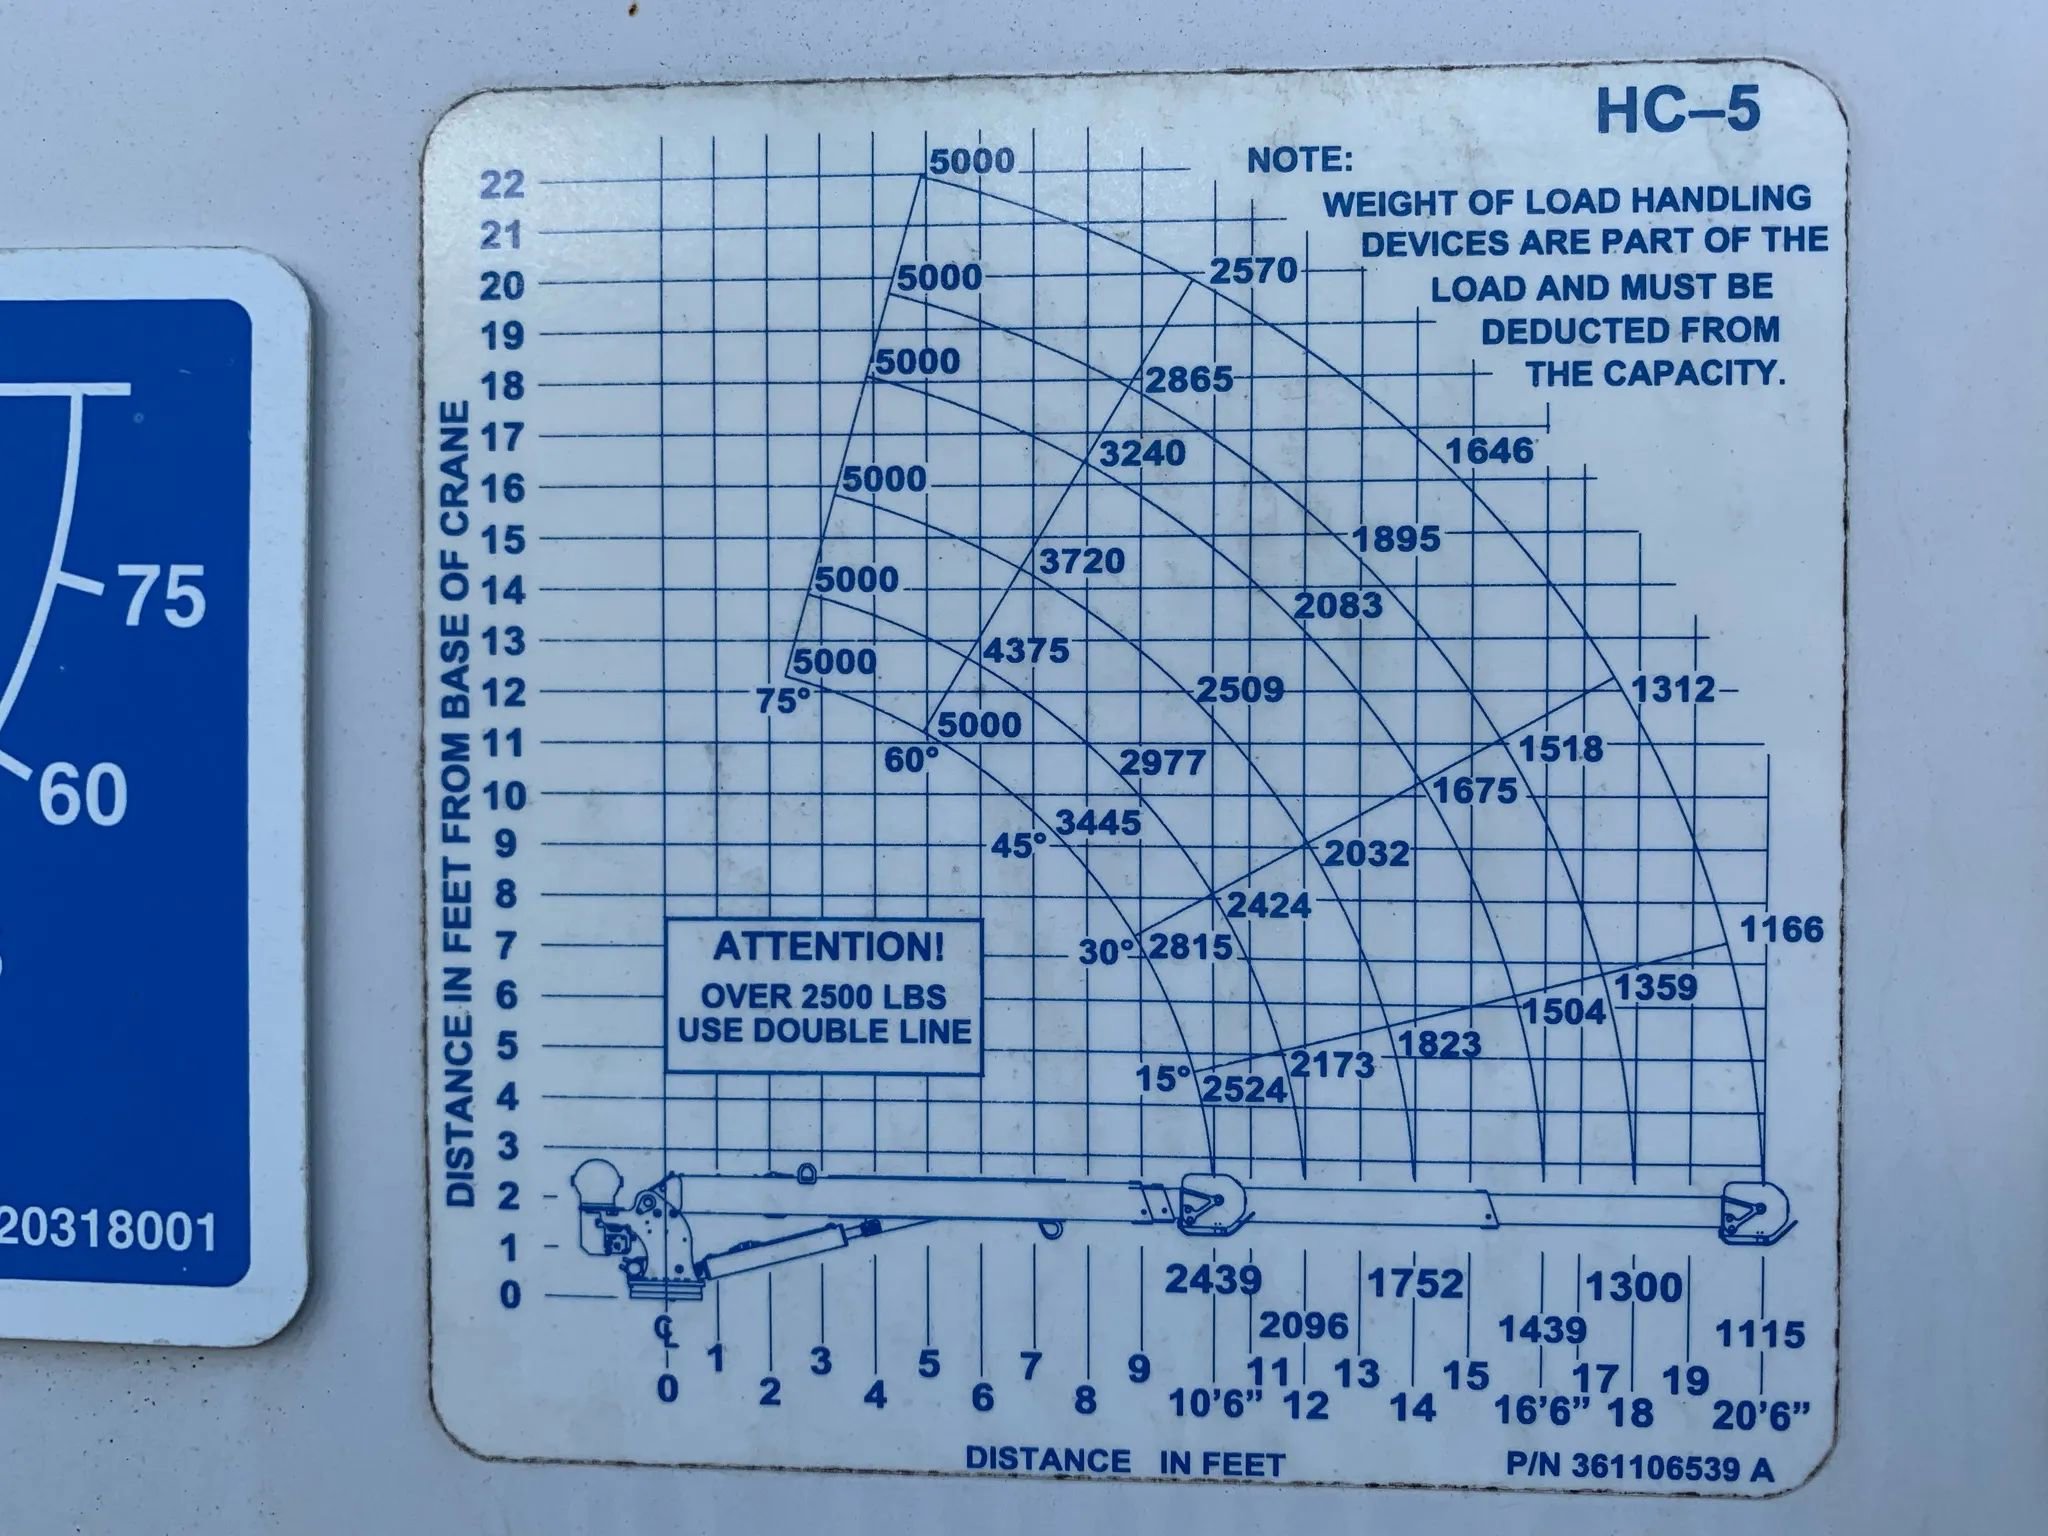 75
60
20318001
HC–5
NOTE:
WEIGHT OF LOAD HANDLING
DEVICES ARE PART OF THE
LOAD AND MUST BE
DEDUCTED FROM
THE CAPACITY.
DISTANCE IN FEET FROM BASE OF CRANE
22
21
20
19
18
17
16
15
14
13
12
11
10
9
8
7
6
5
4
3
2
1
0
5000
5000 2570
5000 2865
5000 3240 1646
5000 3720 1895
5000 4375 2083
75° 5000 2509 1312
60° 2977 1518
45° 3445 1675
2032
2424
30° 2815 1166
1359
1504
1823
15° 2524 2173
ATTENTION!
OVER 2500 LBS
USE DOUBLE LINE
2439 1752 1300
2096 1439 1115
℄
0 1 2 3 4 5 6 7 8 9 10’6” 11 12 13 14 15 16’6” 17 18 19 20’6”
DISTANCE IN FEET
P/N 361106539 A